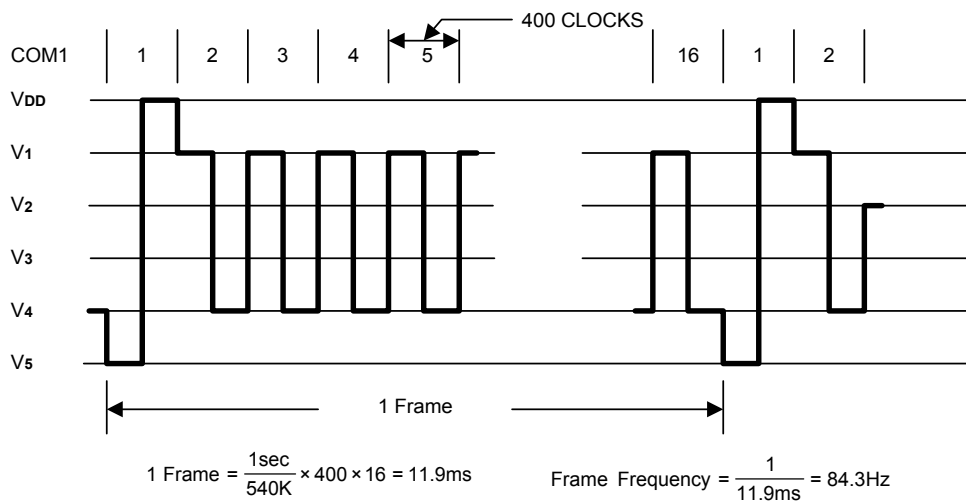 400 CLOCKS
COM1 1 2 3 4 5 16 1 2
VDD
V1
V2
V3
V4
V5
1 Frame
1 Frame = 1sec / 540K × 400 × 16 = 11.9ms
Frame Frequency = 1 / 11.9ms = 84.3Hz